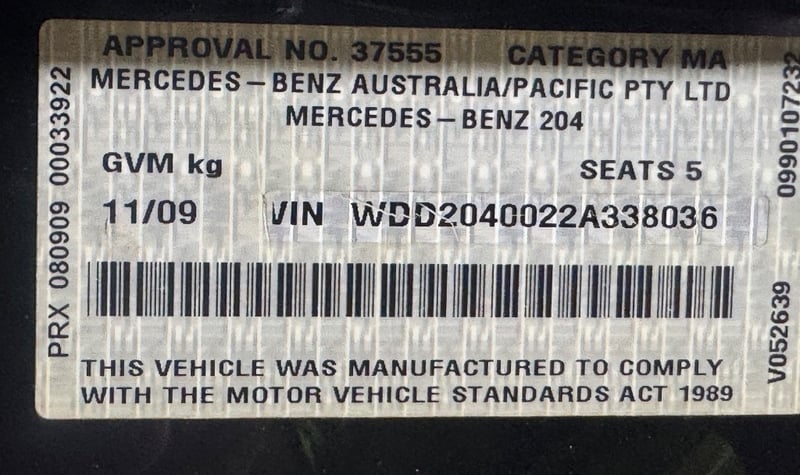 APPROVAL NO. 37555 CATEGORY MA
MERCEDES-BENZ AUSTRALIA/PACIFIC PTY LTD
MERCEDES-BENZ 204
GVM kg SEATS 5
11/09 VIN WDD2040022A338036
THIS VEHICLE WAS MANUFACTURED TO COMPLY
WITH THE MOTOR VEHICLE STANDARDS ACT 1989
PRX 080909 00033922
0990107232
V052639